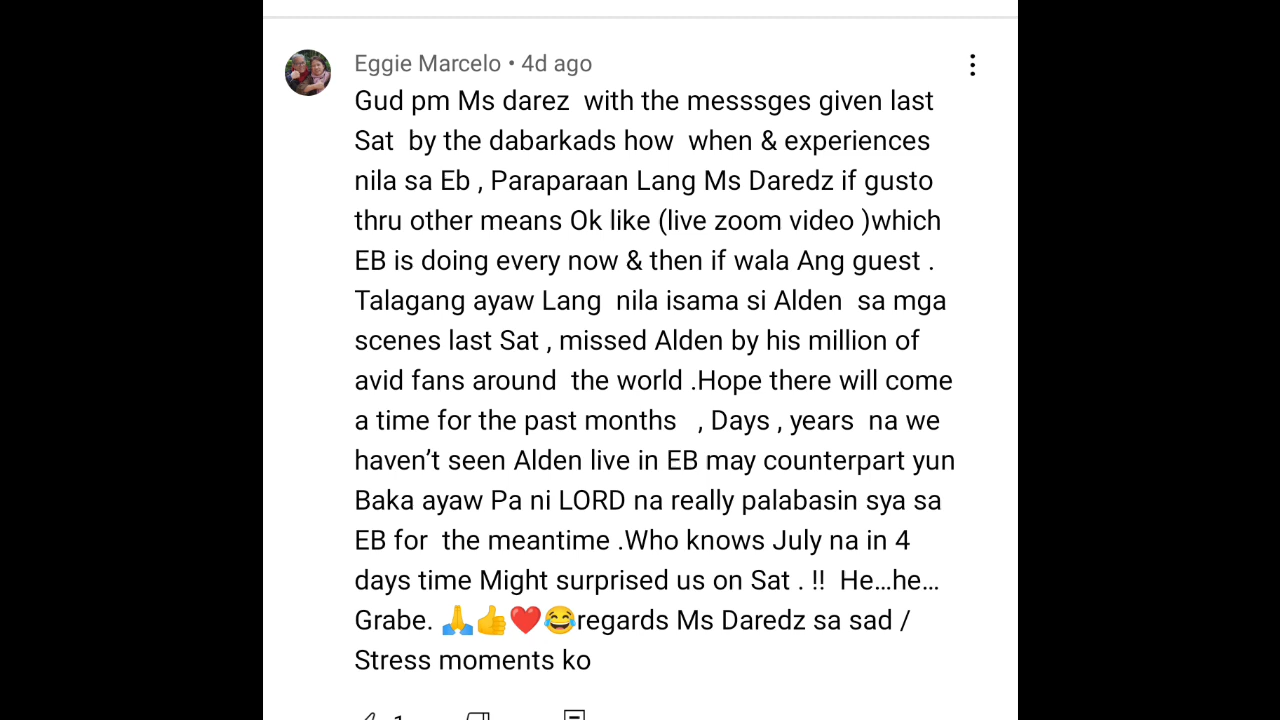 Eggie Marcelo • 4d ago
Gud pm Ms darez with the messsges given last
Sat by the dabarkads how when & experiences
nila sa Eb , Paraparaan Lang Ms Daredz if gusto
thru other means Ok like (live zoom video )which
EB is doing every now & then if wala Ang guest .
Talagang ayaw Lang nila isama si Alden sa mga
scenes last Sat , missed Alden by his million of
avid fans around the world .Hope there will come
a time for the past months , Days , years na we
haven’t seen Alden live in EB may counterpart yun
Baka ayaw Pa ni LORD na really palabasin sya sa
EB for the meantime .Who knows July na in 4
days time Might surprised us on Sat . !! He...he...
Grabe. 🙏👍❤️😂regards Ms Daredz sa sad /
Stress moments ko